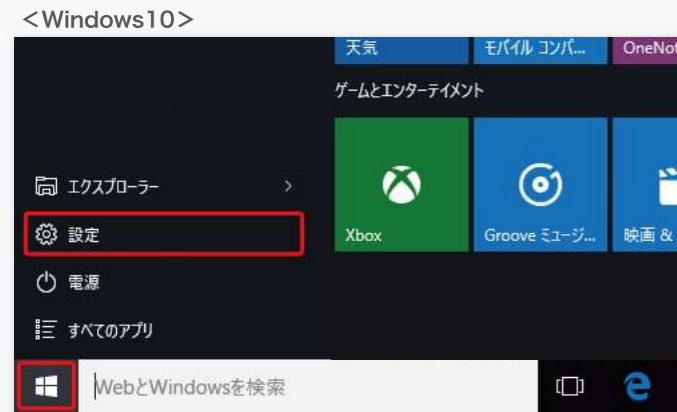 ＜Windows10＞
天気 モバイル コンパ... OneNot
ゲームとエンターテイメント
エクスプローラー
設定
Xbox Groove ミュージ... 映画 &
電源
すべてのアプリ
WebとWindowsを検索